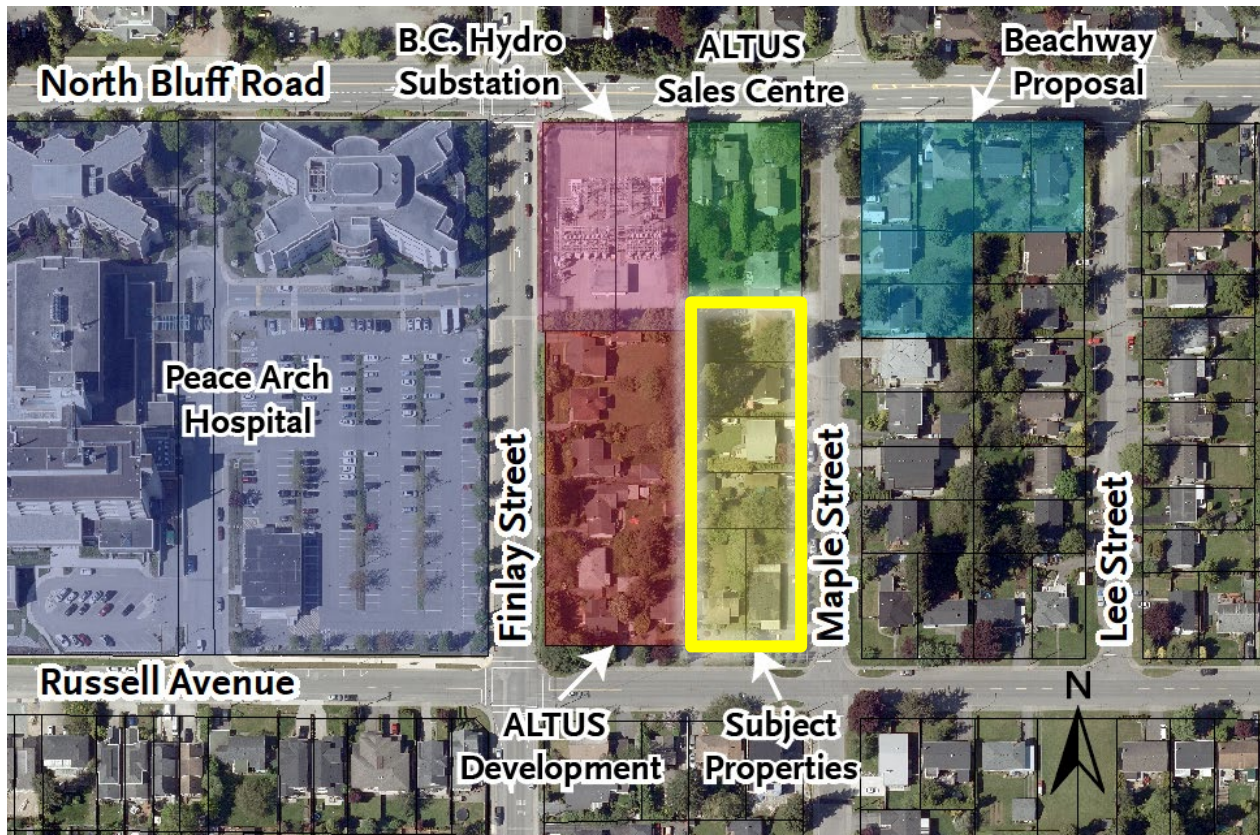 B.C. Hydro
Substation
ALTUS
Sales Centre
Beachway
Proposal
North Bluff Road
Peace Arch
Hospital
Finlay Street
Maple Street
Lee Street
Russell Avenue
N
ALTUS
Development
Subject
Properties